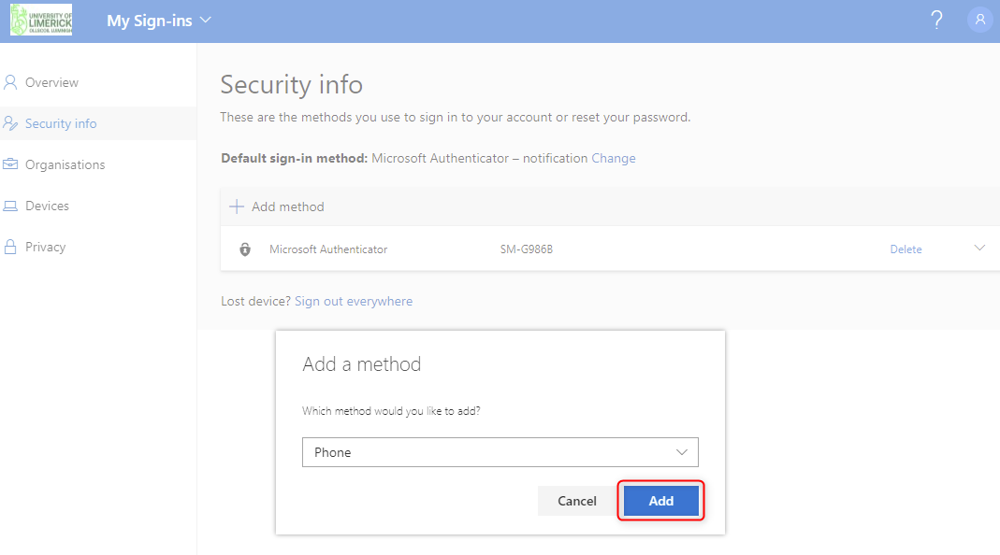 UNIVERSITY OF
LIMERICK
OLLSCOIL LUIMNIGH
My Sign-ins
?
Overview
Security info
Organisations
Devices
Privacy
Security info
These are the methods you use to sign in to your account or reset your password.
Default sign-in method: Microsoft Authenticator – notification Change
Add method
Microsoft Authenticator SM-G986B Delete
Lost device? Sign out everywhere
Add a method
Which method would you like to add?
Phone
Cancel Add